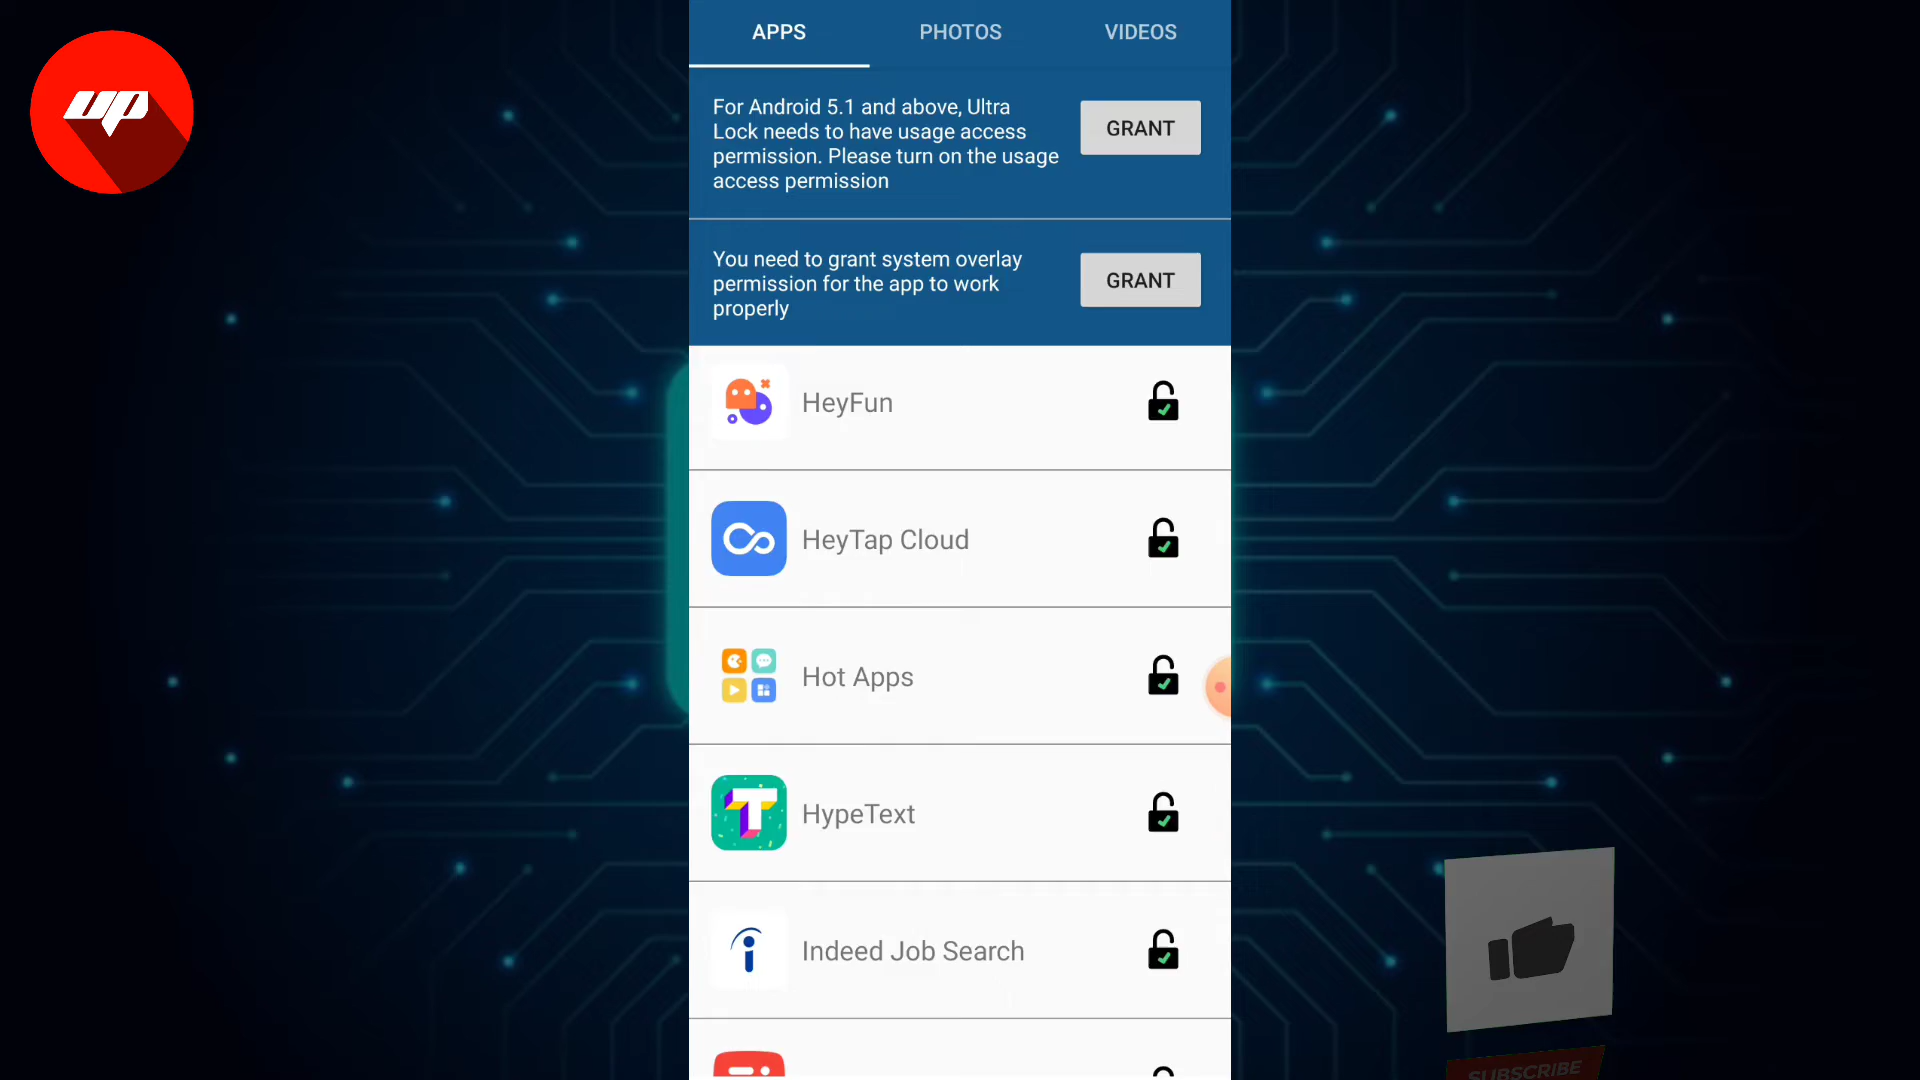 UP
APPS PHOTOS VIDEOS
For Android 5.1 and above, Ultra
Lock needs to have usage access
permission. Please turn on the usage
access permission
GRANT
You need to grant system overlay
permission for the app to work
properly
GRANT
HeyFun
HeyTap Cloud
Hot Apps
HypeText
Indeed Job Search
SUBSCRIBE